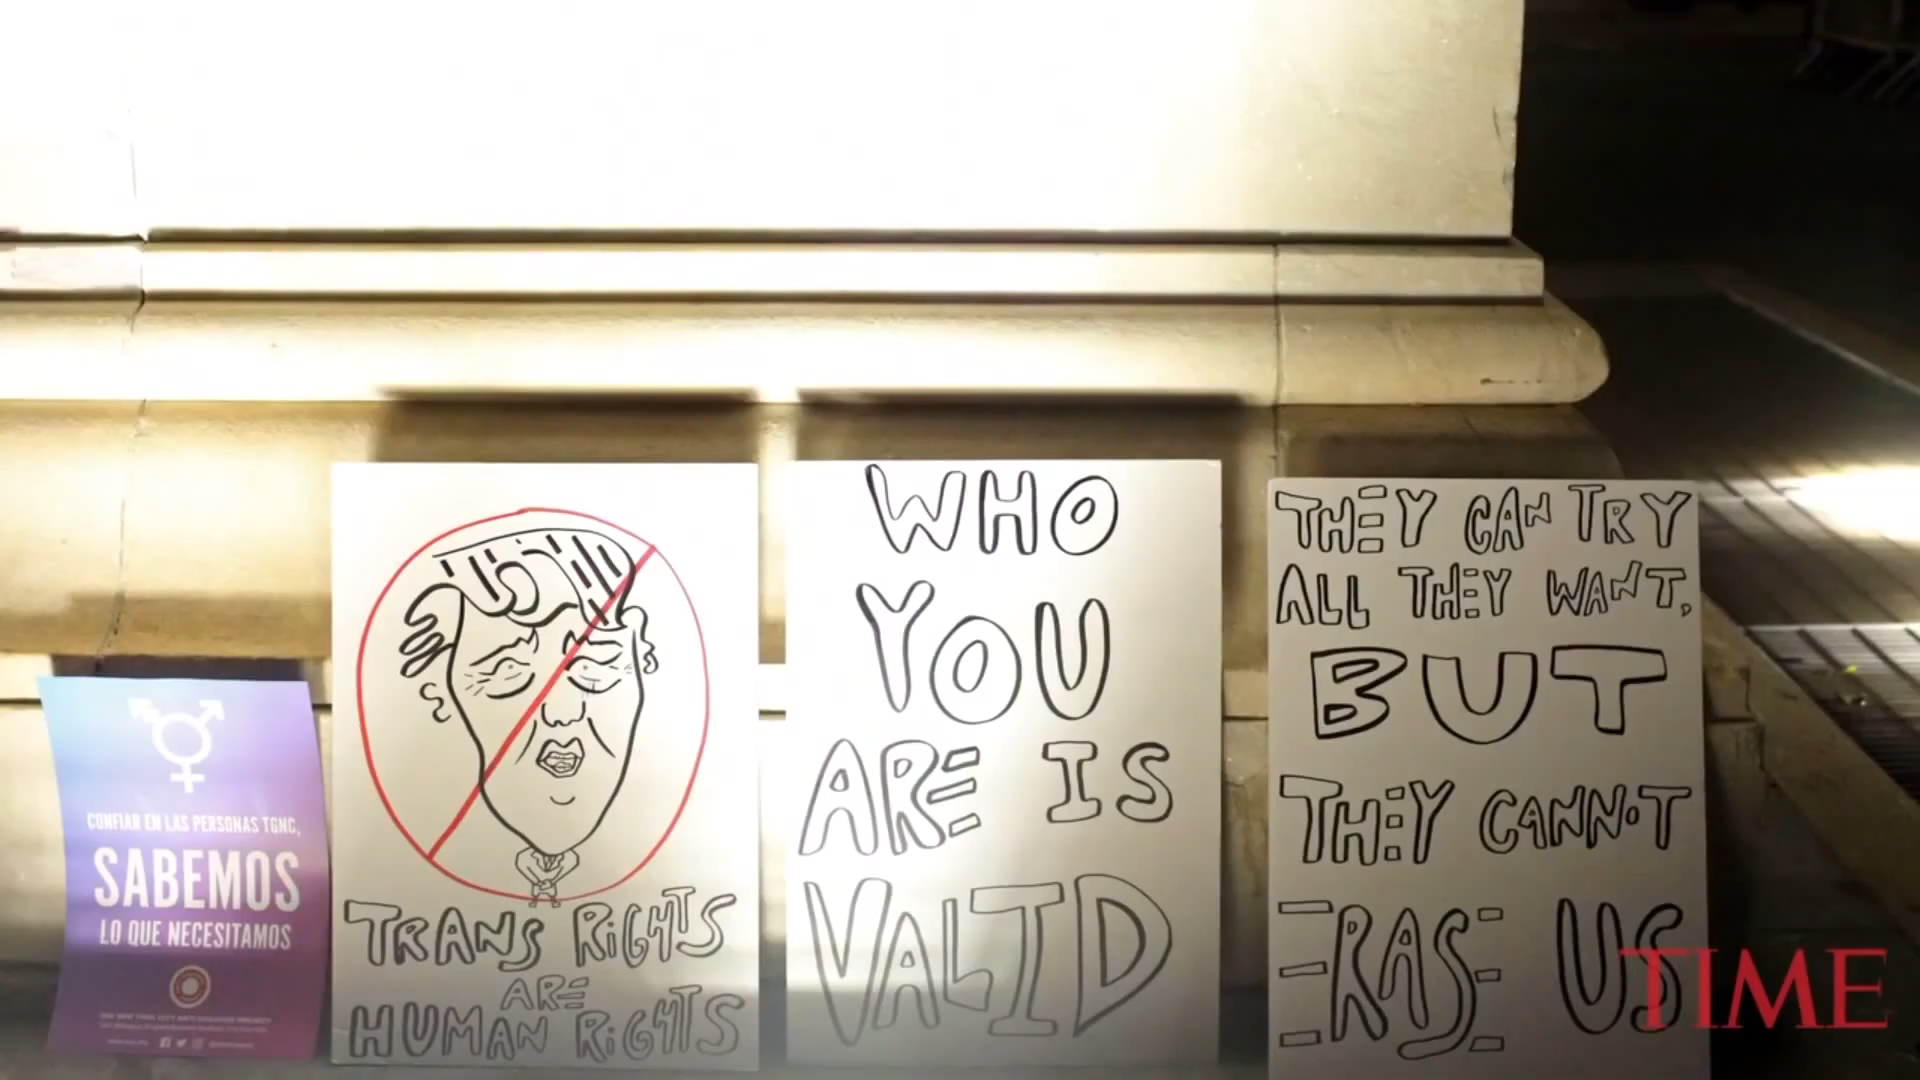 CONFIAR EN LAS PERSONAS TGNC,
SABEMOS
LO QUE NECESITAMOS
TRANS RIGHTS
ARE
HUMAN RIGHTS
WHO
YOU
ARE IS
VALID
THEY CAN TRY
ALL THEY WANT,
BUT
THEY CANNOT
ERASE US
TIME